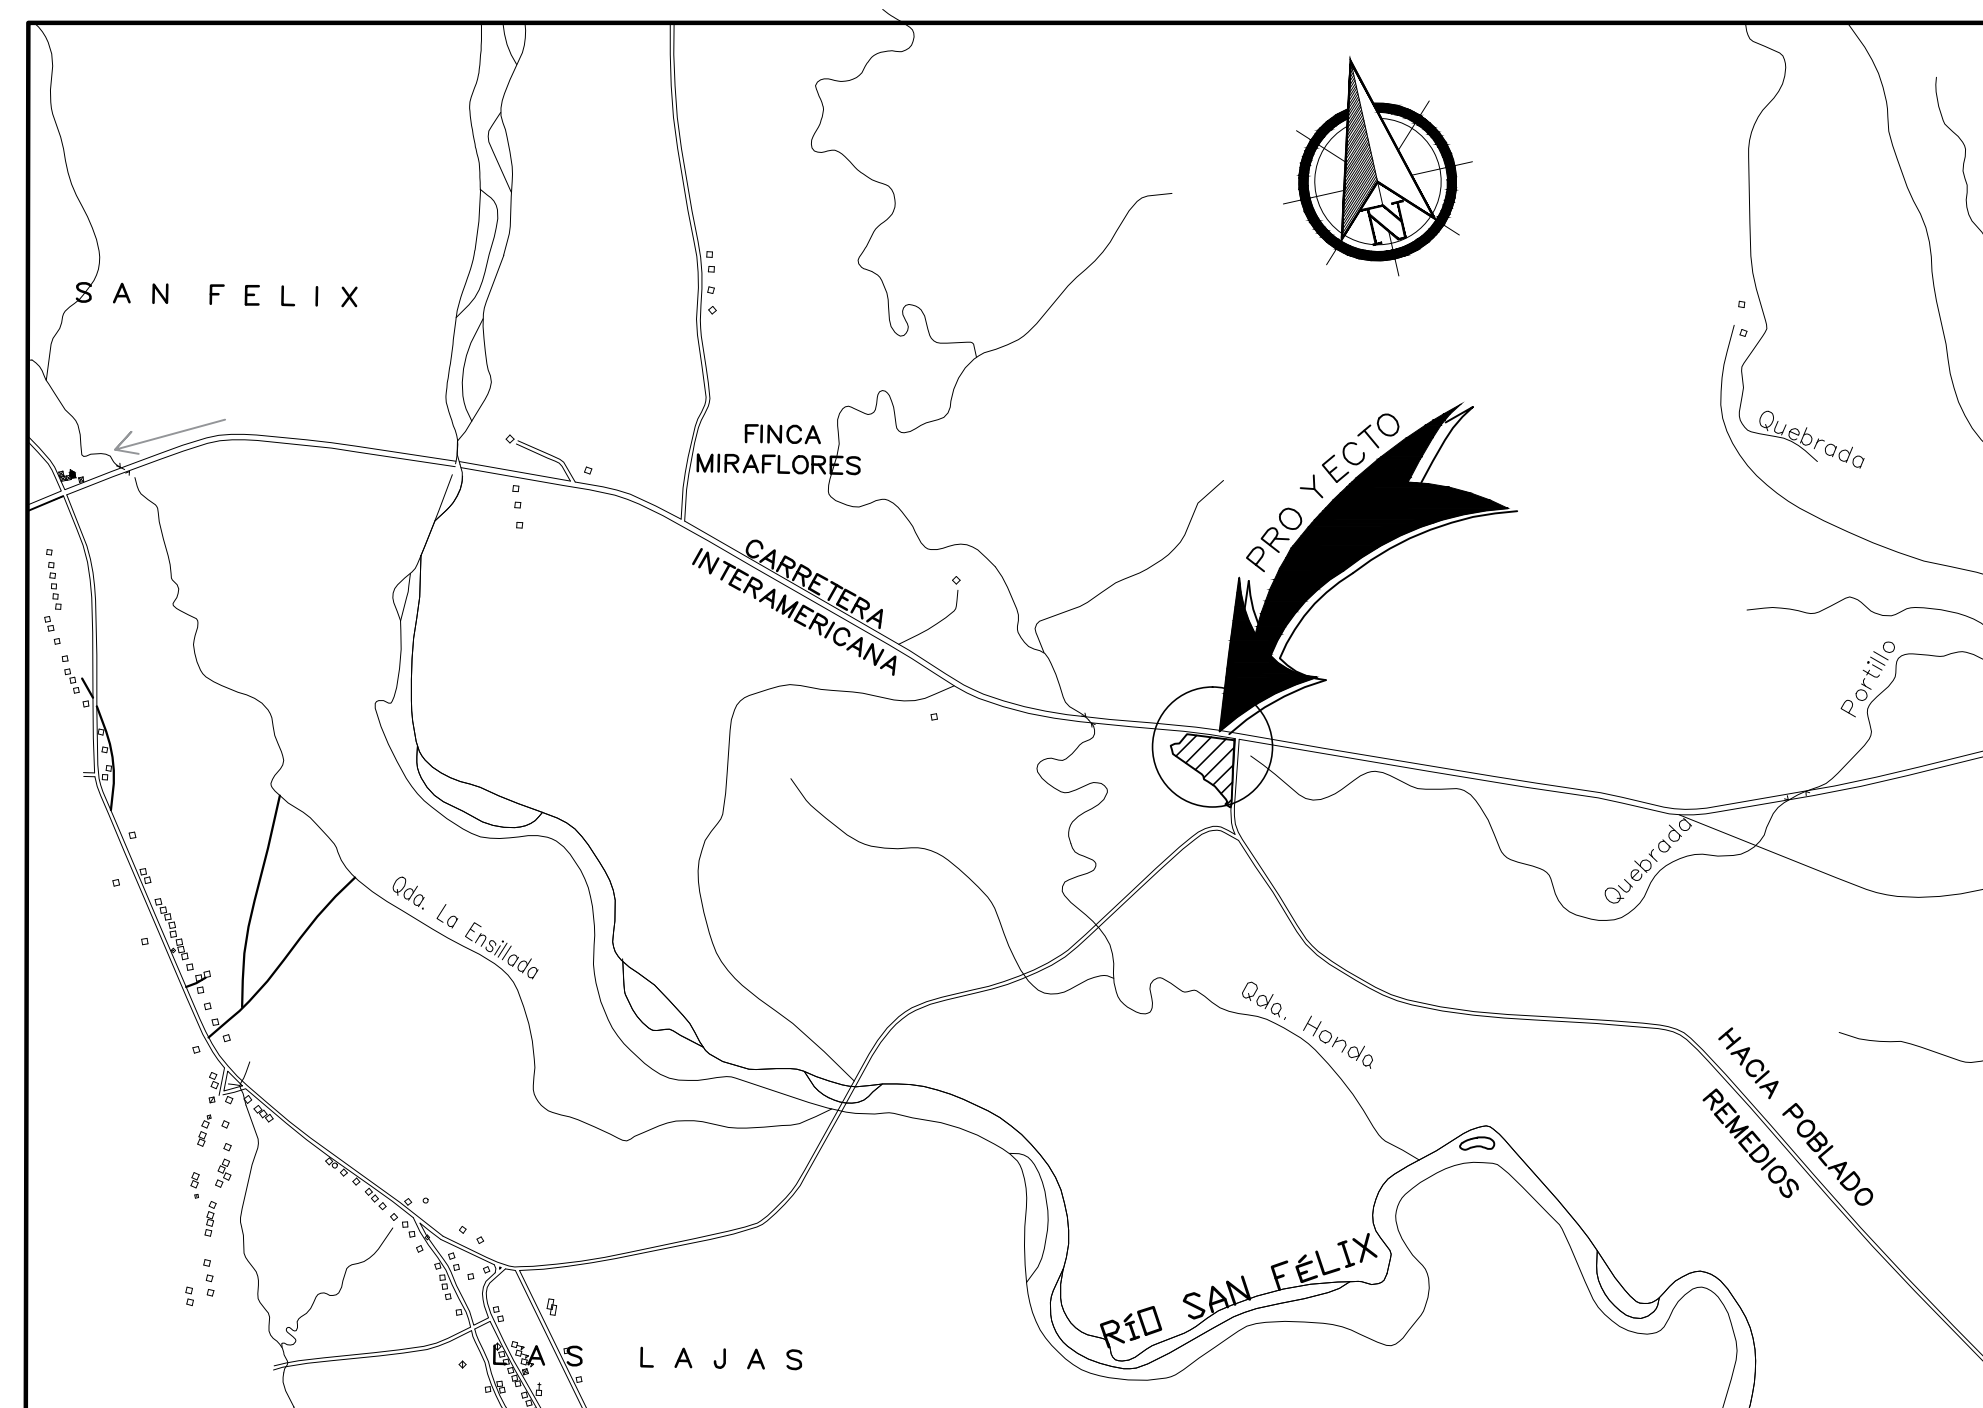 N
SAN FELIX
FINCA
MIRAFLORES
PROYECTO
Quebrada
CARRETERA
INTERAMERICANA
Portillo
Quebrada
Qda. La Ensillada
Qda. Honda
HACIA POBLADO
REMEDIOS
RÍO SAN FÉLIX
LAS LAJAS